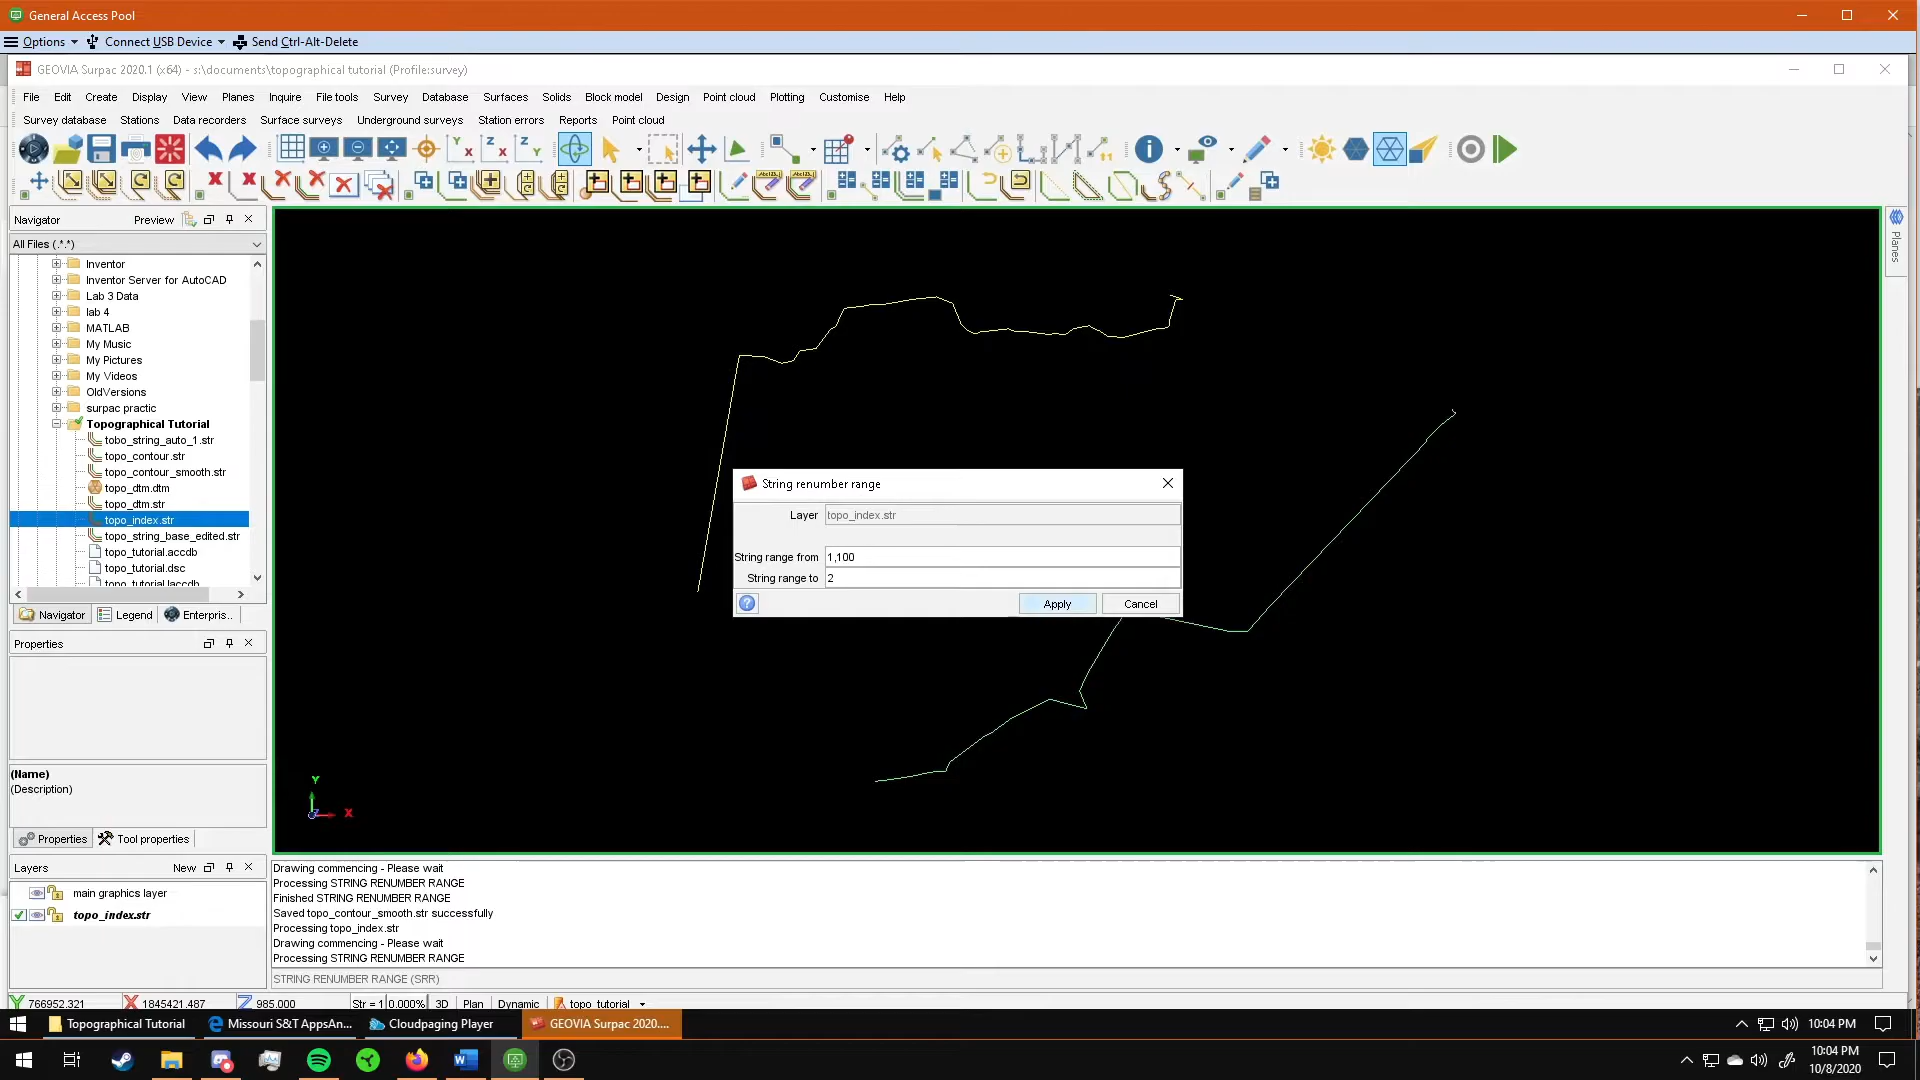 General Access Pool
Options Connect USB Device Send Ctrl-Alt-Delete
GEOVIA Surpac 2020.1 (x64) - s:\documents\topographical tutorial (Profile:survey)
File Edit Create Display View Planes Inquire File tools Survey Database Surfaces Solids Block model Design Point cloud Plotting Customise Help
Survey database Stations Data recorders Surface surveys Underground surveys Station errors Reports Point cloud
Navigator Preview
All Files (*.*)
Inventor
Inventor Server for AutoCAD
Lab 3 Data
lab 4
MATLAB
My Music
My Pictures
My Videos
OldVersions
surpac practic
Topographical Tutorial
tobo_string_auto_1.str
topo_contour.str
topo_contour_smooth.str
topo_dtm.dtm
topo_dtm.str
topo_index.str
topo_string_base_edited.str
topo_tutorial.accdb
topo_tutorial.dsc
topo_tutorial.laccdb
Navigator Legend Enterpris..
Properties
(Name)
(Description)
Properties Tool properties
Layers New
main graphics layer
topo_index.str
Planes
String renumber range
Layer topo_index.str
String range from 1,100
String range to 2
Apply Cancel
Y
Z X
Drawing commencing - Please wait
Processing STRING RENUMBER RANGE
Finished STRING RENUMBER RANGE
Saved topo_contour_smooth.str successfully
Processing topo_index.str
Drawing commencing - Please wait
Processing STRING RENUMBER RANGE
STRING RENUMBER RANGE (SRR)
Y 766952.321 X 1845421.487 Z 985.000 Str = 1 0.000% 3D Plan Dynamic topo_tutorial
Topographical Tutorial Missouri S&T AppsAn... Cloudpaging Player GEOVIA Surpac 2020.... 10:04 PM
10:04 PM
10/8/2020